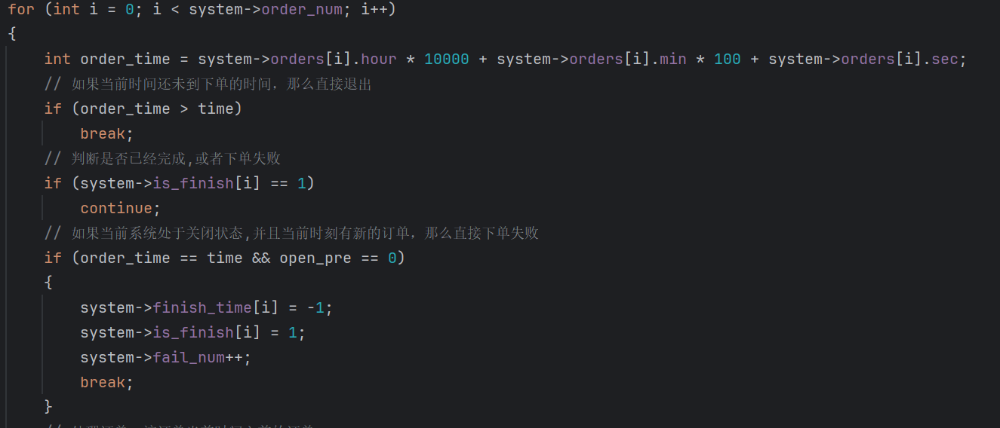 for (int i = 0; i < system->order_num; i++)
{
    int order_time = system->orders[i].hour * 10000 + system->orders[i].min * 100 + system->orders[i].sec;
    // 如果当前时间还未到下单的时间，那么直接退出
    if (order_time > time)
        break;
    // 判断是否已经完成,或者下单失败
    if (system->is_finish[i] == 1)
        continue;
    // 如果当前系统处于关闭状态,并且当前时刻有新的订单，那么直接下单失败
    if (order_time == time && open_pre == 0)
    {
        system->finish_time[i] = -1;
        system->is_finish[i] = 1;
        system->fail_num++;
        break;
    }